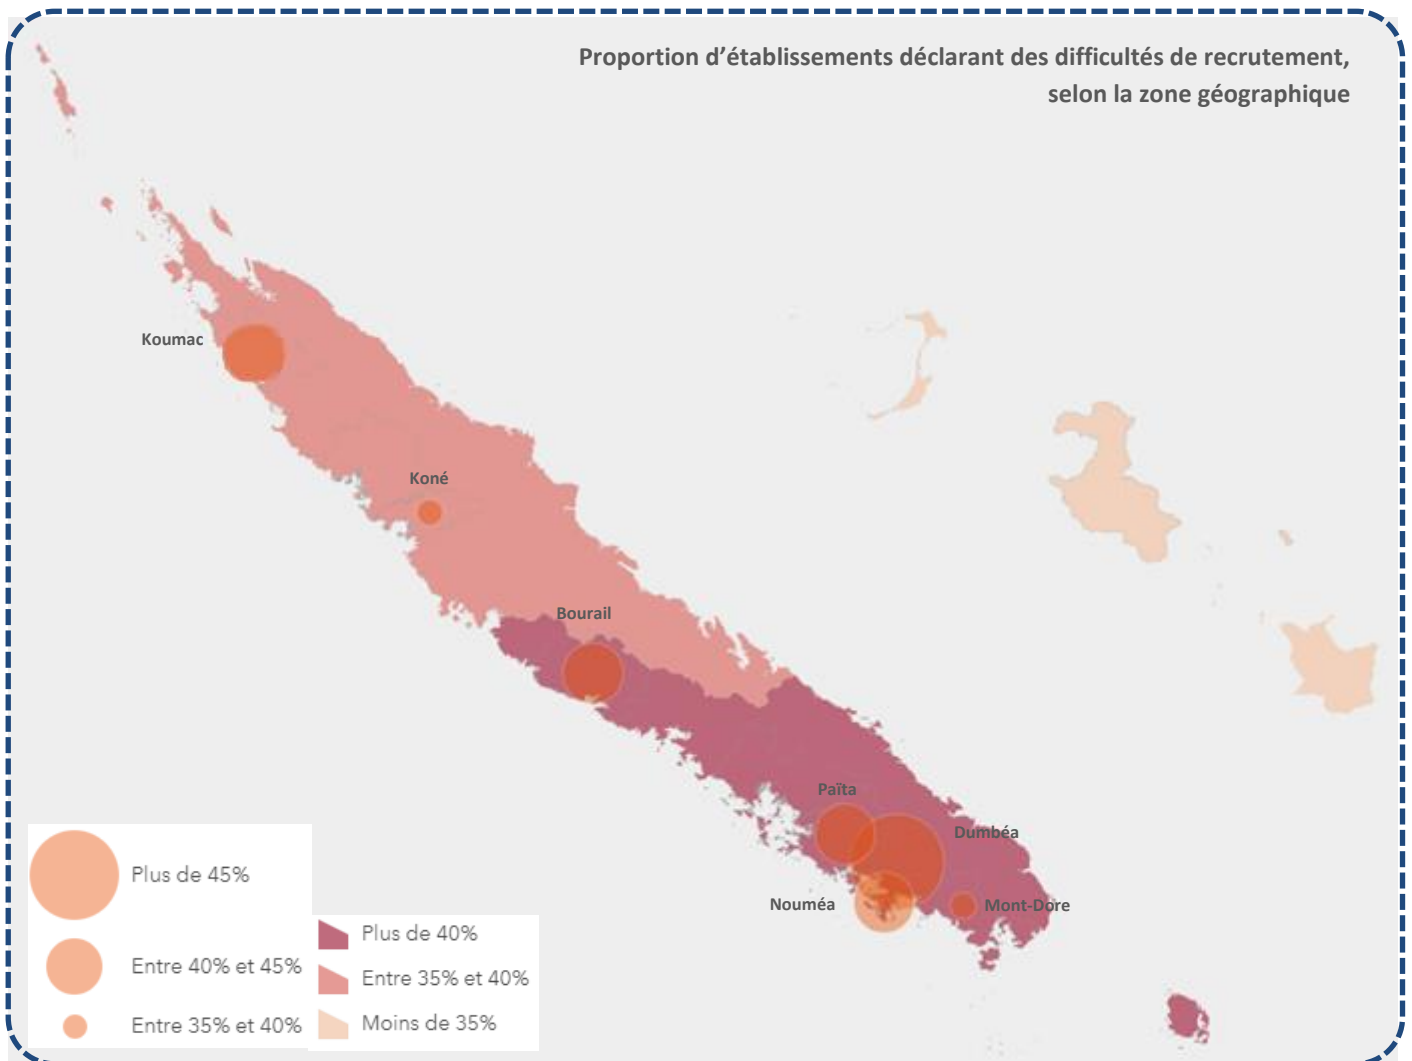 Proportion d'établissements déclarant des difficultés de recrutement,
selon la zone géographique
Koumac
Koné
Bourail
Païta
Dumbéa
Nouméa
Mont-Dore
Plus de 45%
Entre 40% et 45%
Entre 35% et 40%
Plus de 40%
Entre 35% et 40%
Moins de 35%